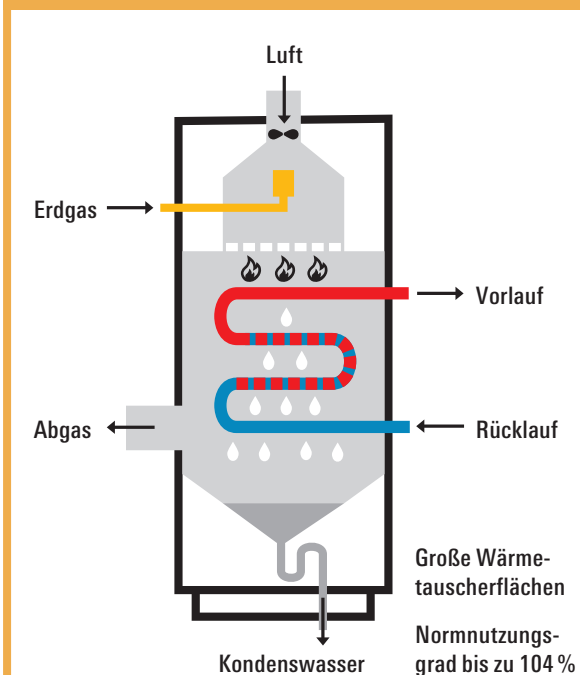 Luft
Erdgas
Vorlauf
Abgas
Rücklauf
Große Wärme-
tauscherflächen
Normnutzungs-
grad bis zu 104 %
Kondenswasser